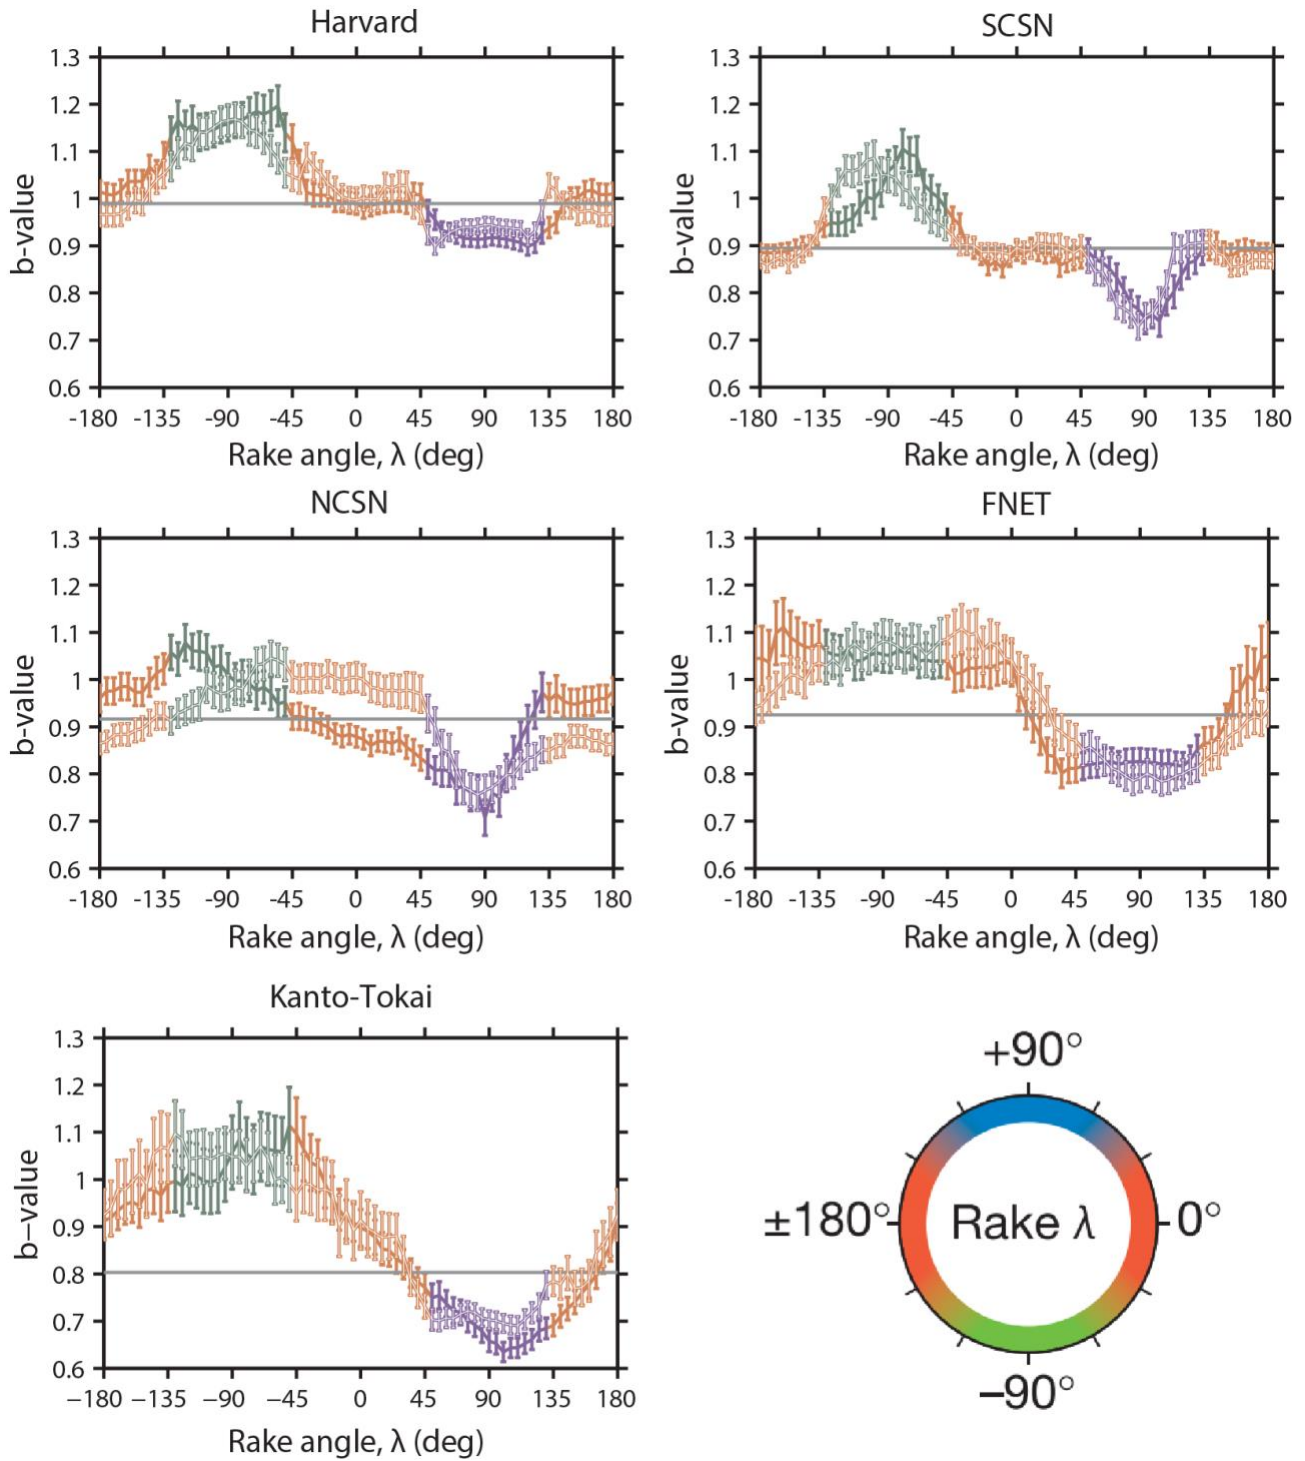 Harvard
1.3
1.2
1.1
1
0.9
0.8
0.7
0.6
b-value
-180 -135 -90 -45 0 45 90 135 180
Rake angle, λ (deg)
SCSN
1.3
1.2
1.1
1
0.9
0.8
0.7
0.6
b-value
-180 -135 -90 -45 0 45 90 135 180
Rake angle, λ (deg)
NCSN
1.3
1.2
1.1
1
0.9
0.8
0.7
0.6
b-value
-180 -135 -90 -45 0 45 90 135 180
Rake angle, λ (deg)
FNET
1.3
1.2
1.1
1
0.9
0.8
0.7
0.6
b-value
-180 -135 -90 -45 0 45 90 135 180
Rake angle, λ (deg)
Kanto-Tokai
1.3
1.2
1.1
1
0.9
0.8
0.7
0.6
b−value
−180 −135 −90 −45 0 45 90 135 180
Rake angle, λ (deg)
+90°
±180° Rake λ 0°
−90°